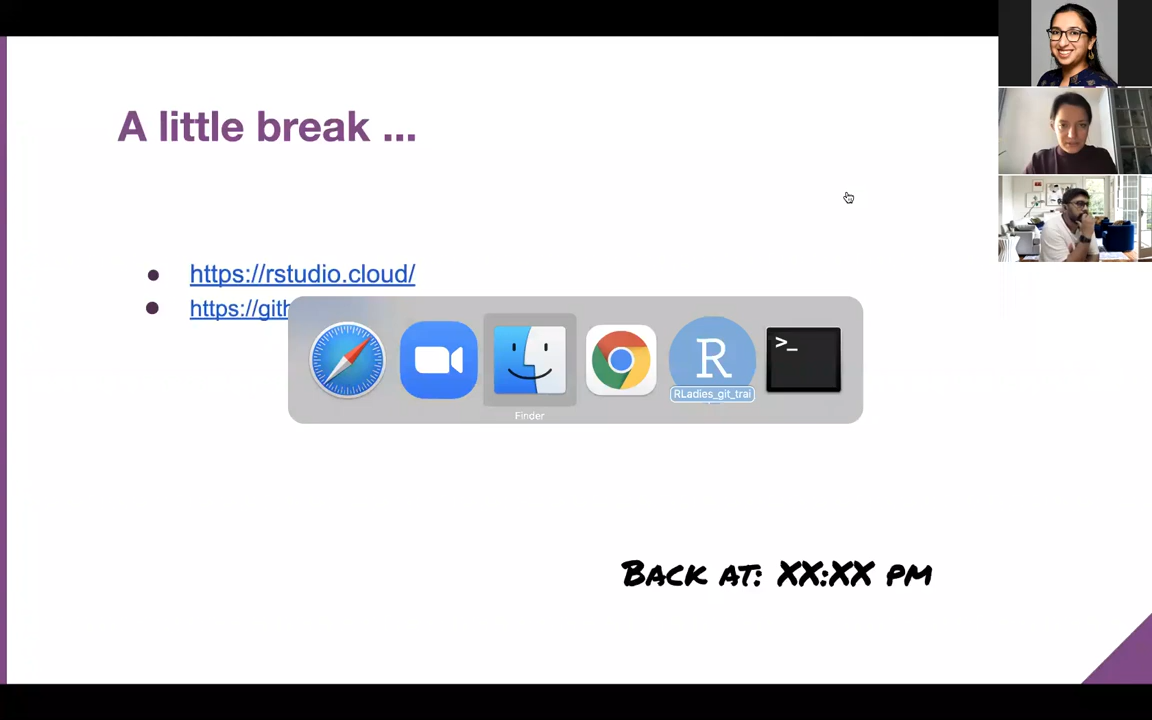 A little break ...
https://rstudio.cloud/
https://gith
Finder
RLadies_git_trai
R
>_
Back at: XX:XX pm